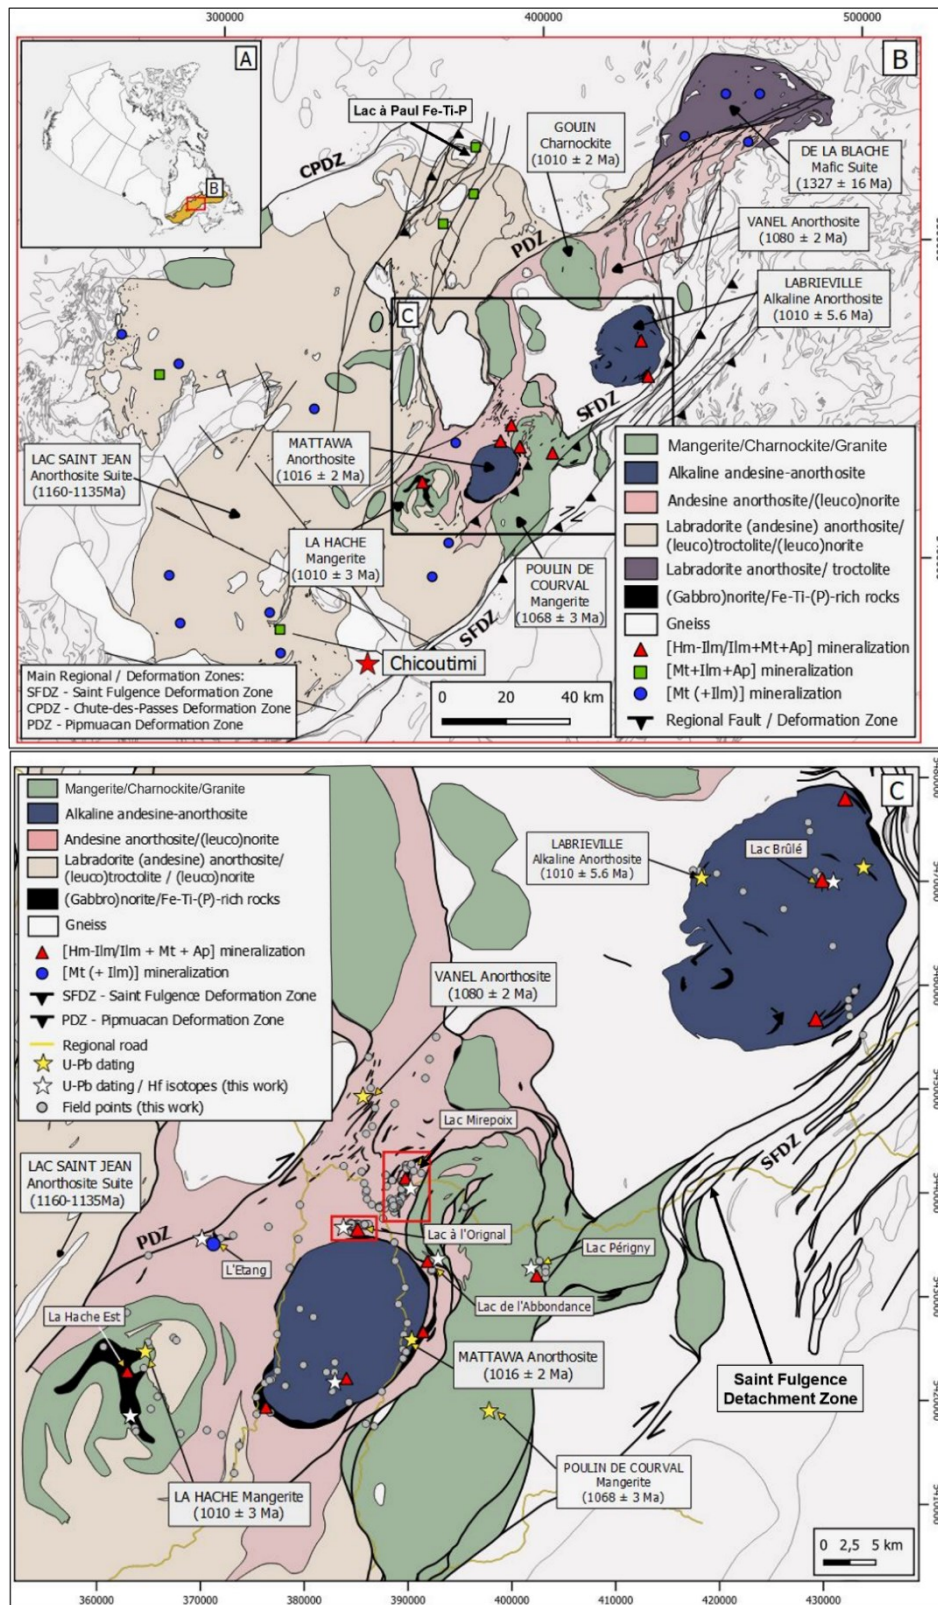 300000
400000
500000
A
B
B
Lac à Paul Fe-Ti-P
CPDZ
GOUIN
Charnockite
(1010 ± 2 Ma)
DE LA BLACHE
Mafic Suite
(1327 ± 16 Ma)
PDZ
VANEL Anorthosite
(1080 ± 2 Ma)
LABRIEVILLE
Alkaline Anorthosite
(1010 ± 5.6 Ma)
C
SFDZ
MATTAWA
Anorthosite
(1016 ± 2 Ma)
LAC SAINT JEAN
Anorthosite Suite
(1160-1135Ma)
LA HACHE
Mangerite
(1010 ± 3 Ma)
POULIN DE
COURVAL
Mangerite
(1068 ± 3 Ma)
SFDZ
Chicoutimi
Main Regional / Deformation Zones:
SFDZ - Saint Fulgence Deformation Zone
CPDZ - Chute-des-Passes Deformation Zone
PDZ - Pipmuacan Deformation Zone
0 20 40 km
Mangerite/Charnockite/Granite
Alkaline andesine-anorthosite
Andesine anorthosite/(leuco)norite
Labradorite (andesine) anorthosite/
(leuco)troctolite/(leuco)norite
Labradorite anorthosite/ troctolite
(Gabbro)norite/Fe-Ti-(P)-rich rocks
Gneiss
[Hm-Ilm/Ilm+Mt+Ap] mineralization
[Mt+Ilm+Ap] mineralization
[Mt (+Ilm)] mineralization
Regional Fault / Deformation Zone
C
Mangerite/Charnockite/Granite
Alkaline andesine-anorthosite
Andesine anorthosite/(leuco)norite
Labradorite (andesine) anorthosite/
(leuco)troctolite / (leuco)norite
(Gabbro)norite/Fe-Ti-(P)-rich rocks
Gneiss
[Hm-Ilm/Ilm + Mt + Ap] mineralization
[Mt (+ Ilm)] mineralization
SFDZ - Saint Fulgence Deformation Zone
PDZ - Pipmuacan Deformation Zone
Regional road
U-Pb dating
U-Pb dating / Hf isotopes (this work)
Field points (this work)
LABRIEVILLE
Alkaline Anorthosite
(1010 ± 5.6 Ma)
Lac Brûlé
VANEL Anorthosite
(1080 ± 2 Ma)
Lac Mirepoix
LAC SAINT JEAN
Anorthosite Suite
(1160-1135Ma)
PDZ
SFDZ
Lac à l'Orignal
Lac Périgny
L'Etang
Lac de l'Abbondance
La Hache Est
MATTAWA Anorthosite
(1016 ± 2 Ma)
Saint Fulgence
Detachment Zone
POULIN DE COURVAL
Mangerite
(1068 ± 3 Ma)
LA HACHE Mangerite
(1010 ± 3 Ma)
0 2,5 5 km
5480000
5470000
5460000
5450000
5440000
5430000
5420000
5410000
360000
370000
380000
390000
400000
410000
420000
430000